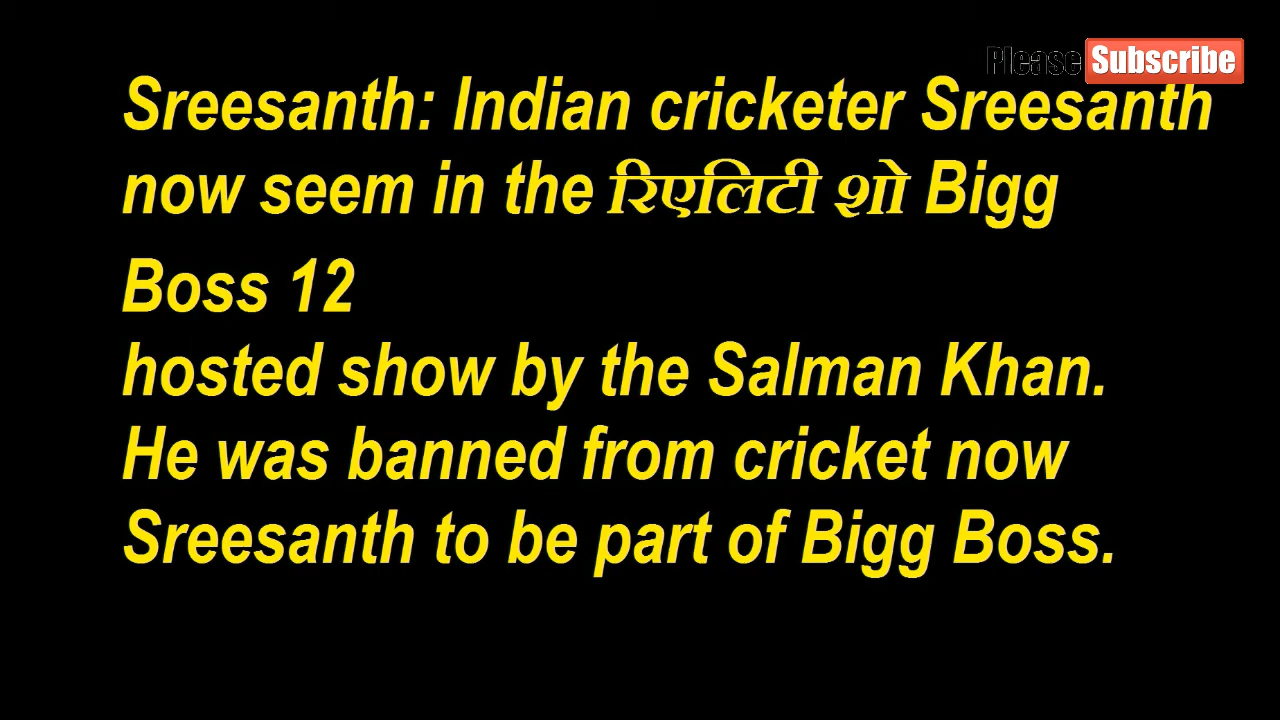 Please Subscribe
Sreesanth: Indian cricketer Sreesanth
now seem in the रिएलिटी शो Bigg
Boss 12
hosted show by the Salman Khan.
He was banned from cricket now
Sreesanth to be part of Bigg Boss.